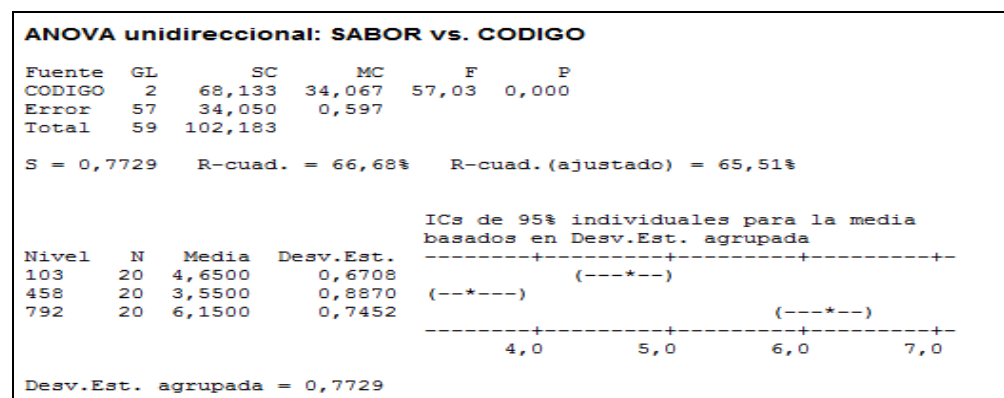 ANOVA unidireccional: SABOR vs. CODIGO
Fuente GL SC MC F P
CODIGO 2 68,133 34,067 57,03 0,000
Error 57 34,050 0,597
Total 59 102,183
S = 0,7729 R-cuad. = 66,68% R-cuad.(ajustado) = 65,51%
ICs de 95% individuales para la media
basados en Desv.Est. agrupada
Nivel N Media Desv.Est. --------+---------+---------+---------+-
103 20 4,6500 0,6708 (---*--)
458 20 3,5500 0,8870 (--*---)
792 20 6,1500 0,7452 (---*--)
--------+---------+---------+---------+-
4,0 5,0 6,0 7,0
Desv.Est. agrupada = 0,7729